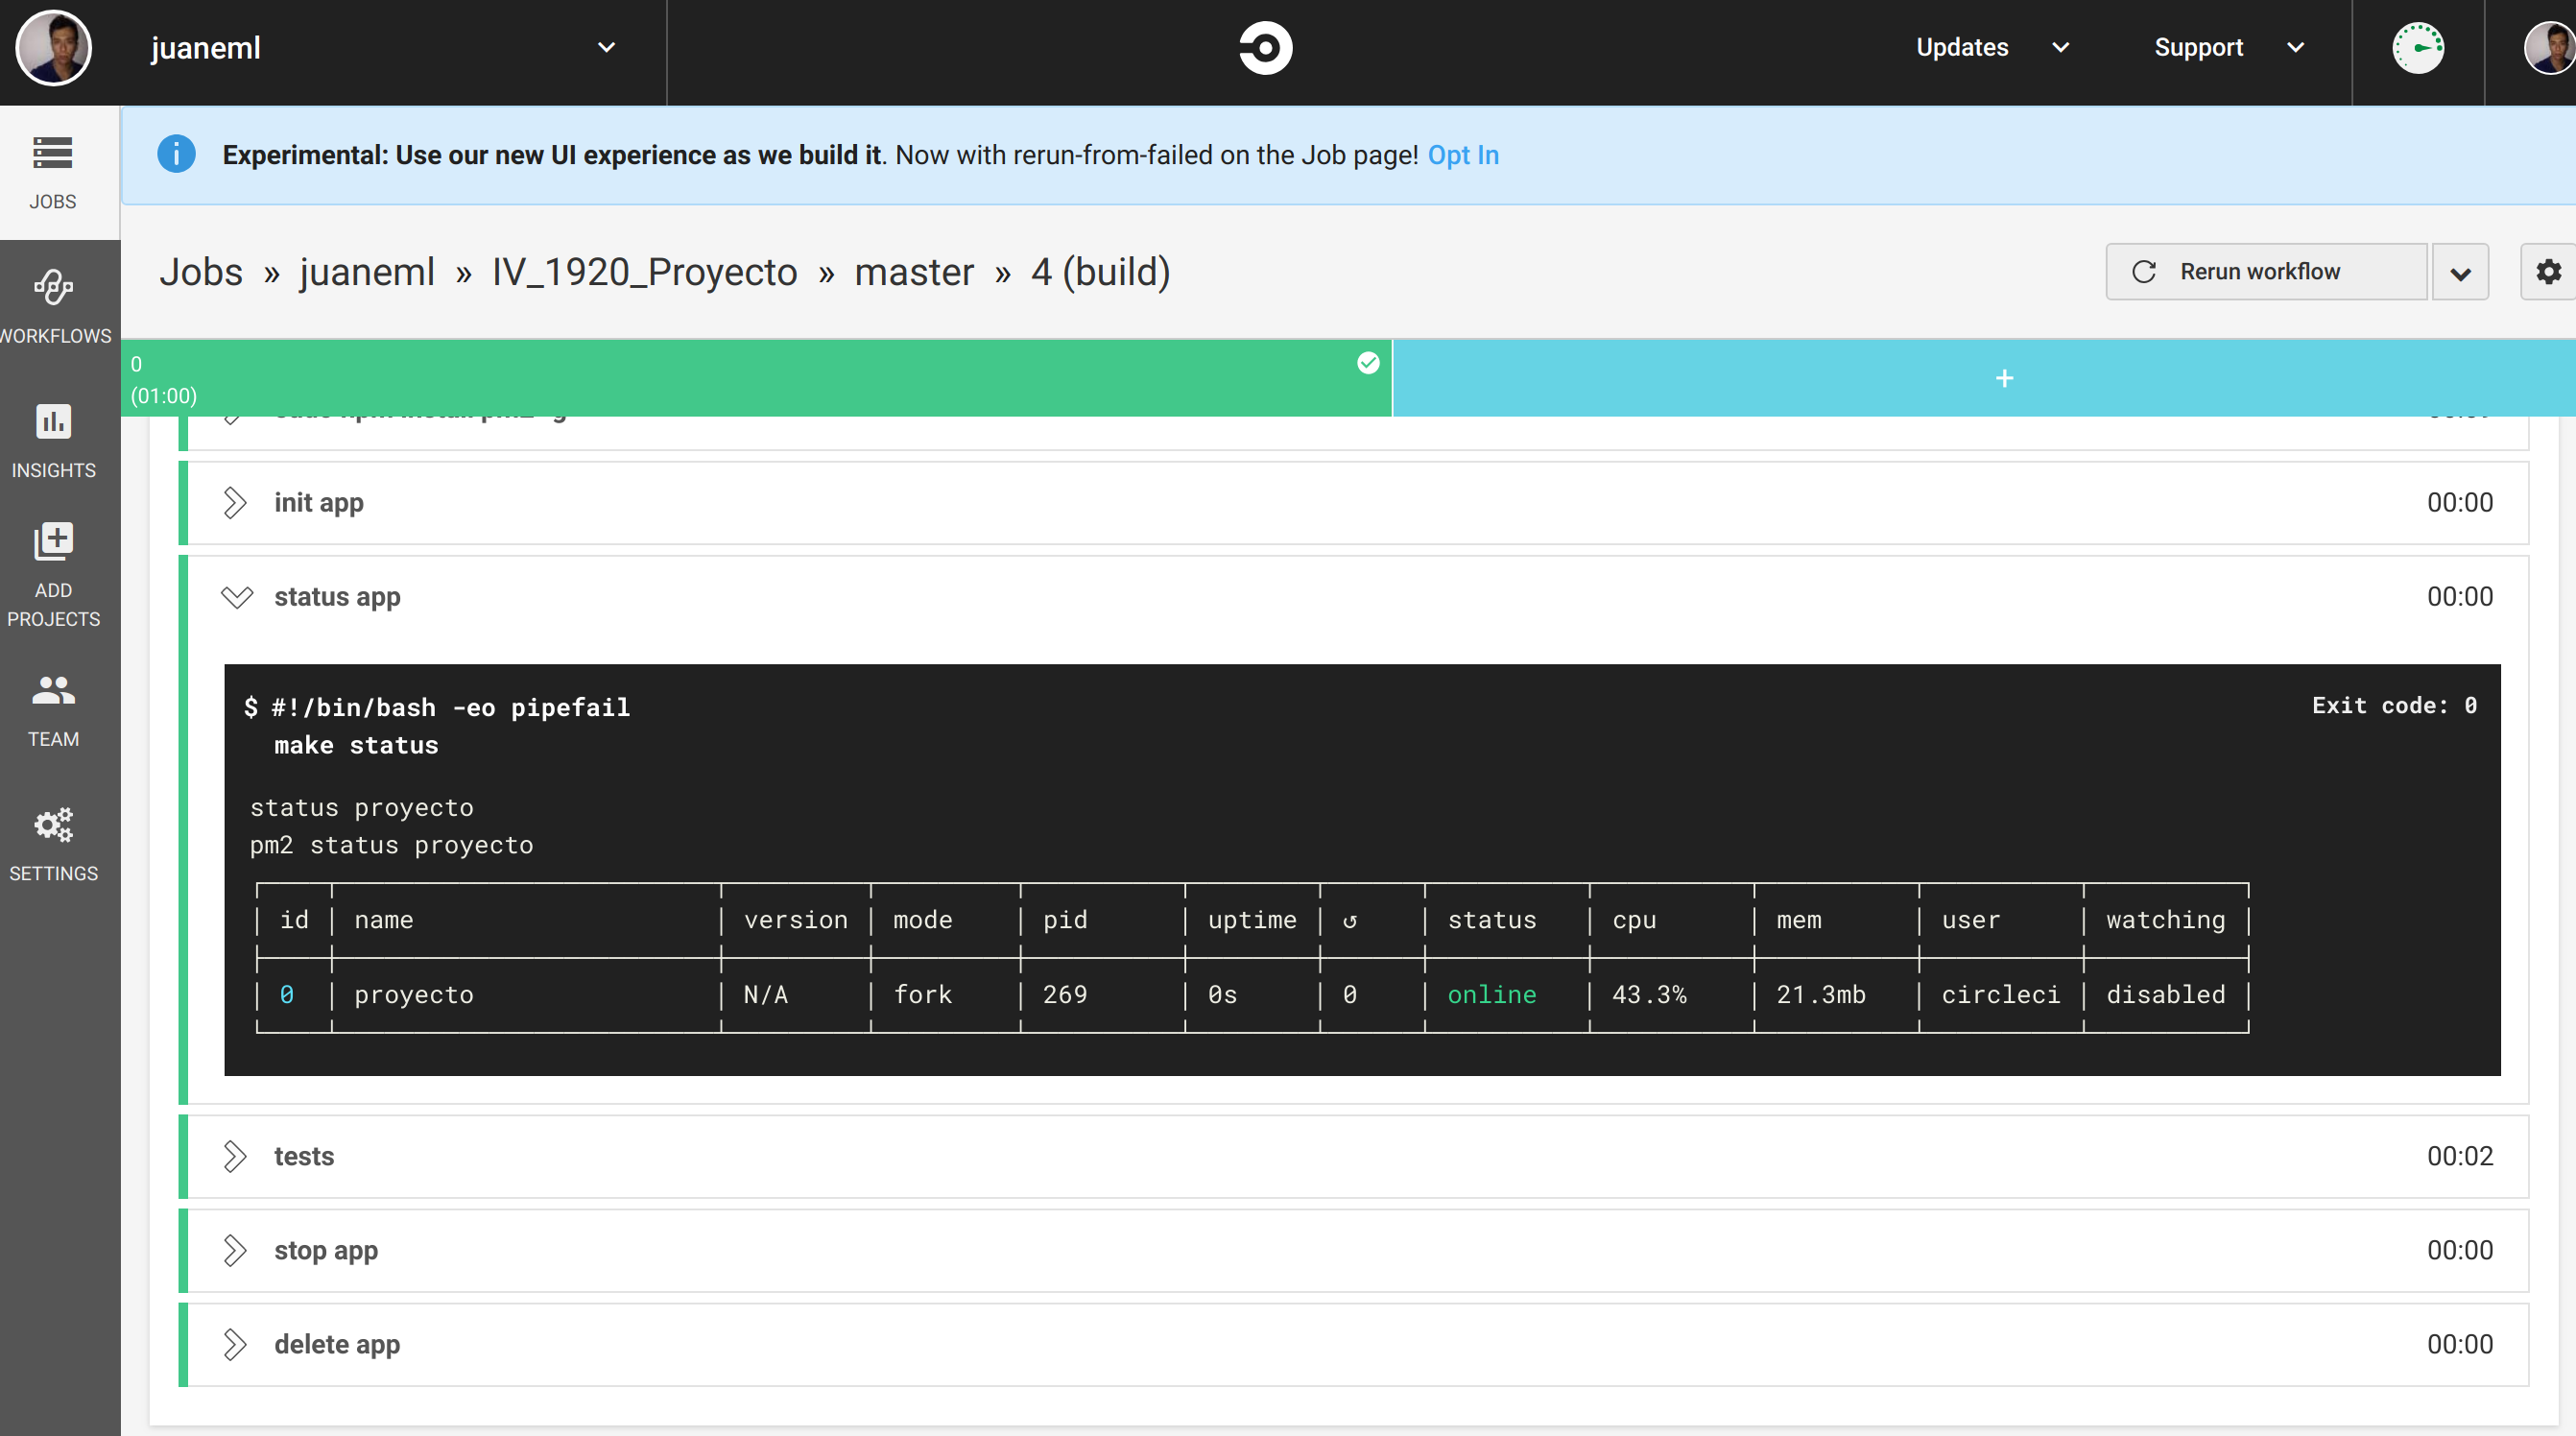 juaneml
Updates
Support
JOBS
WORKFLOWS
INSIGHTS
ADD
PROJECTS
TEAM
SETTINGS
Experimental: Use our new UI experience as we build it. Now with rerun-from-failed on the Job page! Opt In
Jobs » juaneml » IV_1920_Proyecto » master » 4 (build)
Rerun workflow
0
(01:00)
+
init app 00:00
status app 00:00
$ #!/bin/bash -eo pipefail
make status
Exit code: 0
status proyecto
pm2 status proyecto
id name version mode pid uptime ↺ status cpu mem user watching
0 proyecto N/A fork 269 0s 0 online 43.3% 21.3mb circleci disabled
tests 00:02
stop app 00:00
delete app 00:00